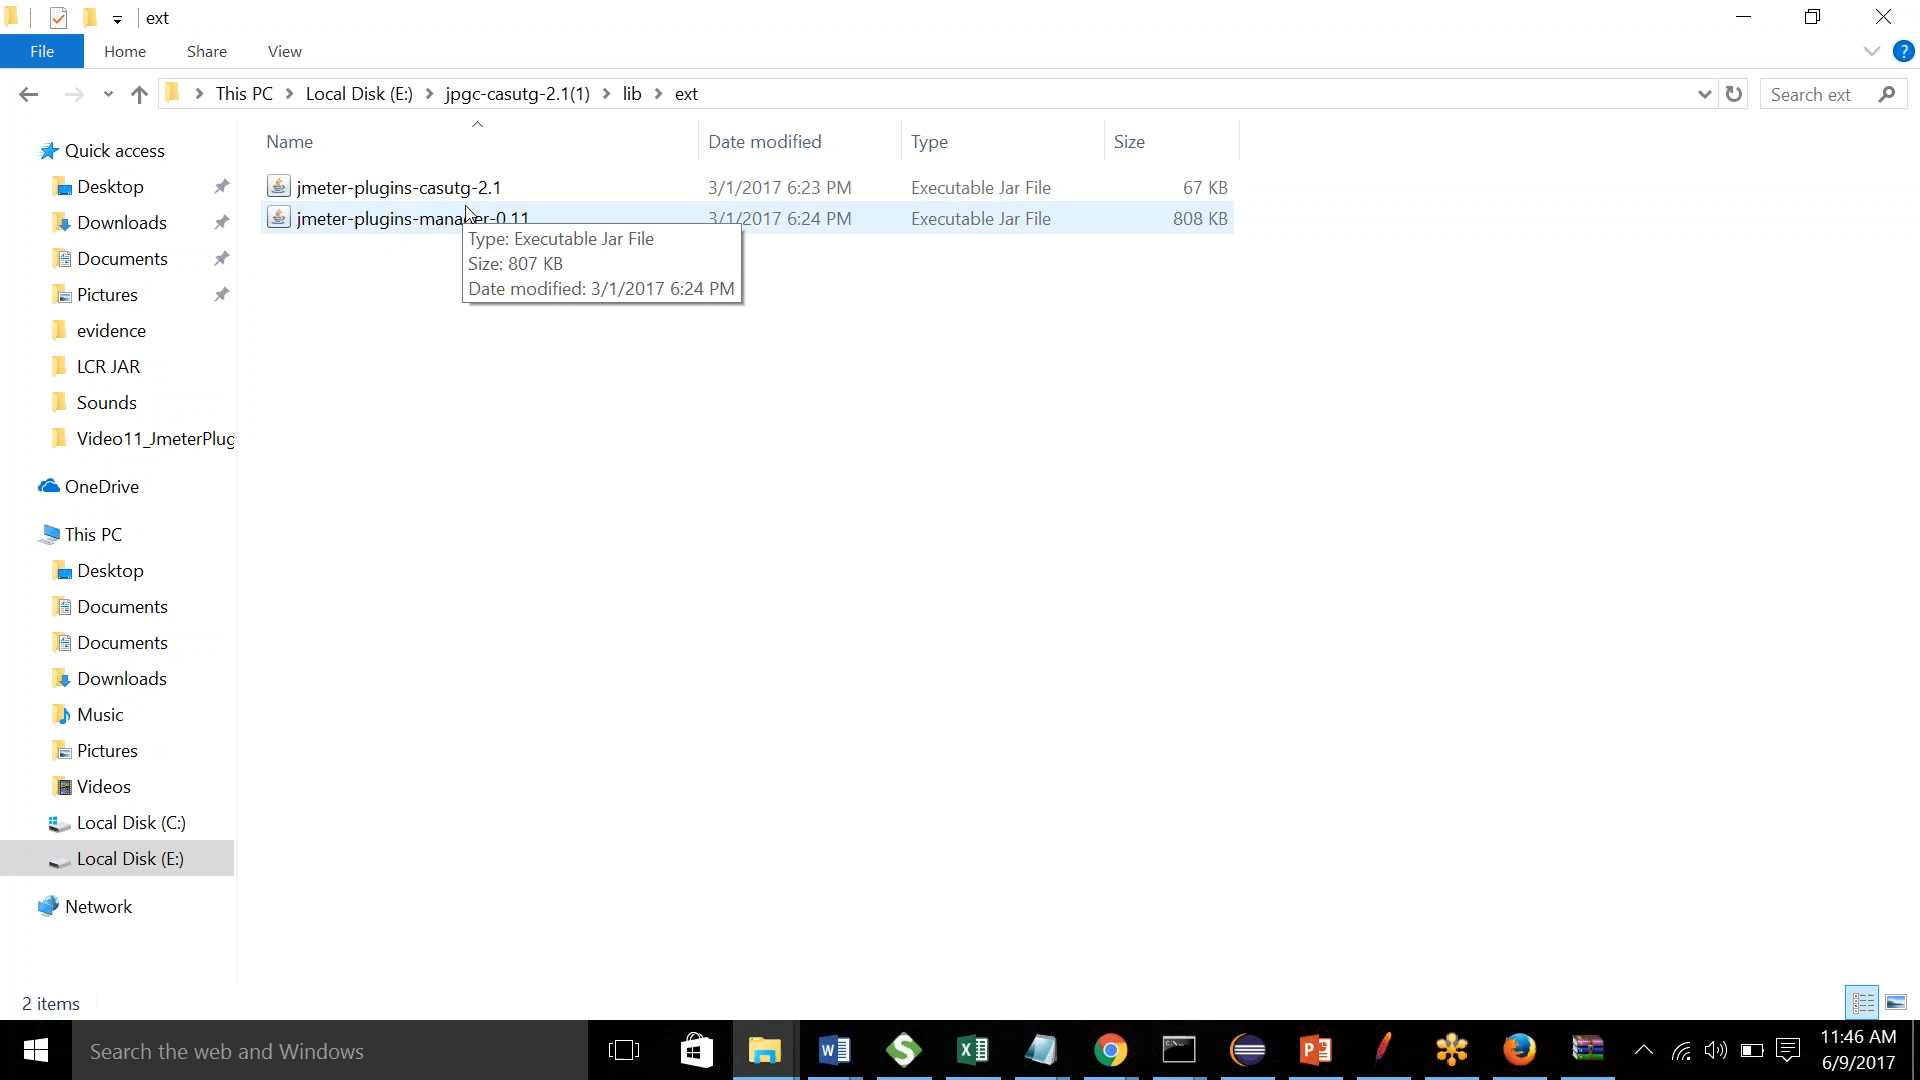 ext
File Home Share View
This PC Local Disk (E:) jpgc-casutg-2.1(1) lib ext
Search ext
Name Date modified Type Size
jmeter-plugins-casutg-2.1 3/1/2017 6:23 PM Executable Jar File 67 KB
jmeter-plugins-manager-0.11 3/1/2017 6:24 PM Executable Jar File 808 KB
Type: Executable Jar File
Size: 807 KB
Date modified: 3/1/2017 6:24 PM
Quick access
Desktop
Downloads
Documents
Pictures
evidence
LCR JAR
Sounds
Video11_JmeterPlug
OneDrive
This PC
Desktop
Documents
Documents
Downloads
Music
Pictures
Videos
Local Disk (C:)
Local Disk (E:)
Network
2 items
Search the web and Windows
11:46 AM
6/9/2017